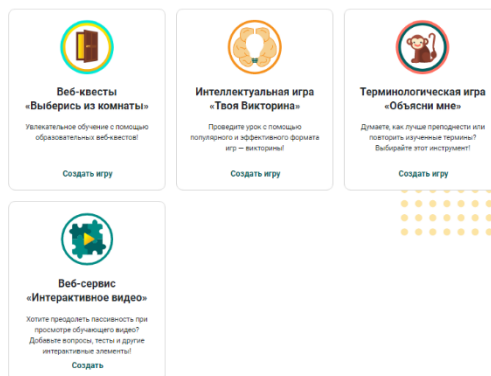 Веб-квесты
«Выберись из комнаты»
Увлекательное обучение с помощью
образовательных веб-квестов!
Создать игру
Интеллектуальная игра
«Твоя Викторина»
Проведите урок с помощью
популярного и эффективного формата
игр — викторины!
Создать игру
Терминологическая игра
«Объясни мне»
Думаете, как лучше преподнести или
повторить изученные термины?
Выбирайте этот инструмент!
Создать игру
Веб-сервис
«Интерактивное видео»
Хотите преодолеть пассивность при
просмотре обучающего видео?
Добавьте вопросы, тесты и другие
интерактивные элементы!
Создать